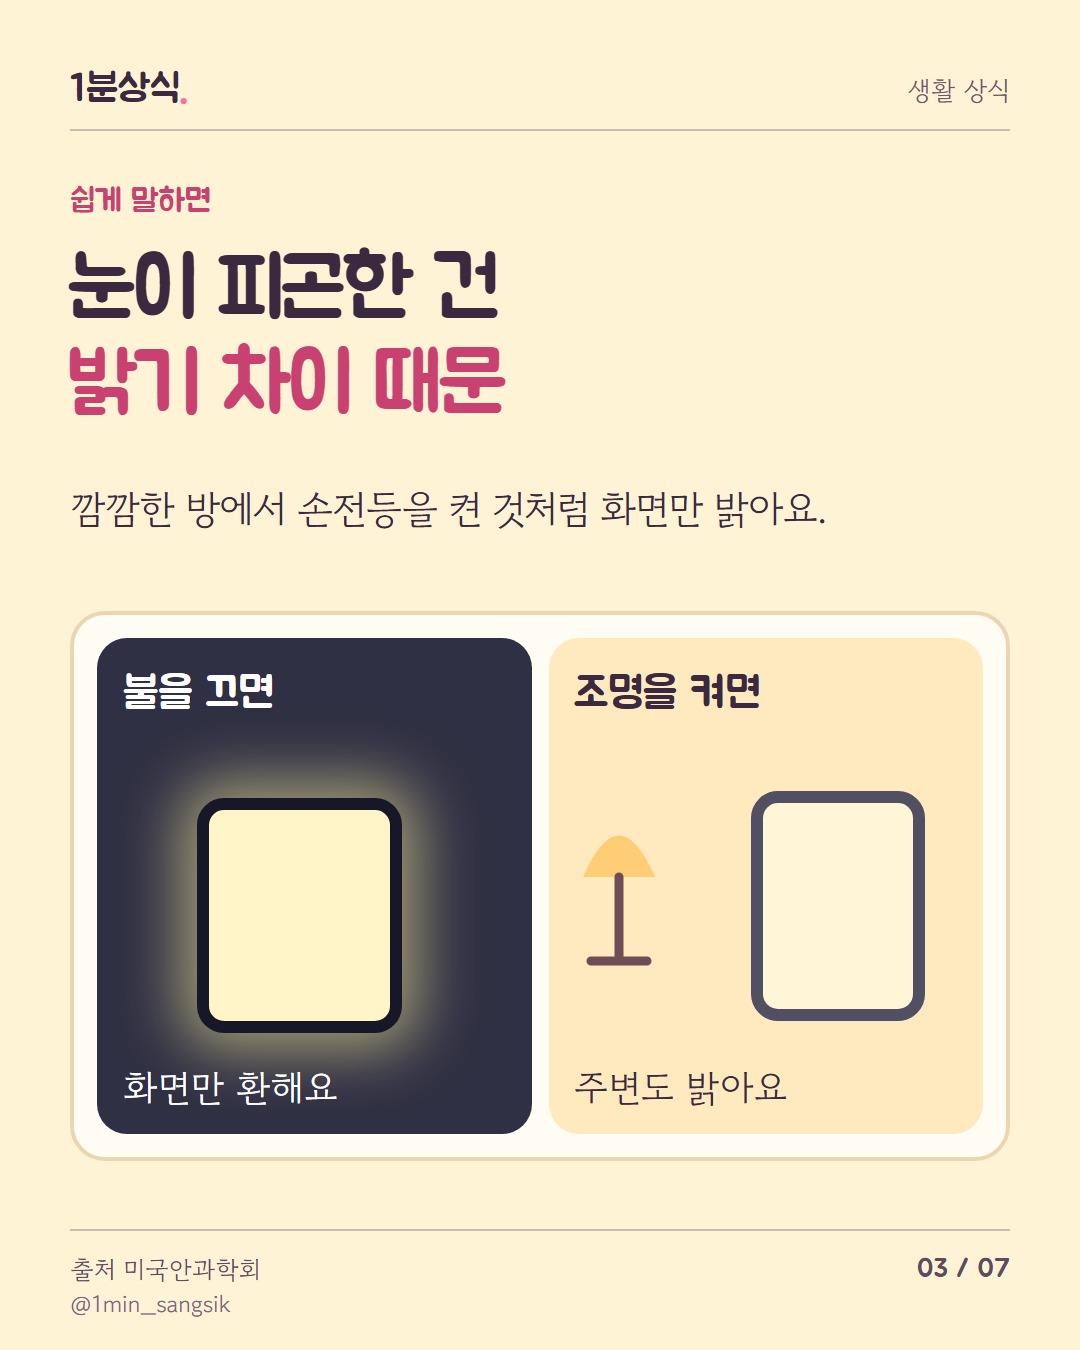 1분상식.
생활 상식
쉽게 말하면
눈이 피곤한 건
밝기 차이 때문
깜깜한 방에서 손전등을 켠 것처럼 화면만 밝아요.
불을 끄면
조명을 켜면
화면만 환해요
주변도 밝아요
출처 미국안과학회
03 / 07
@1min_sangsik